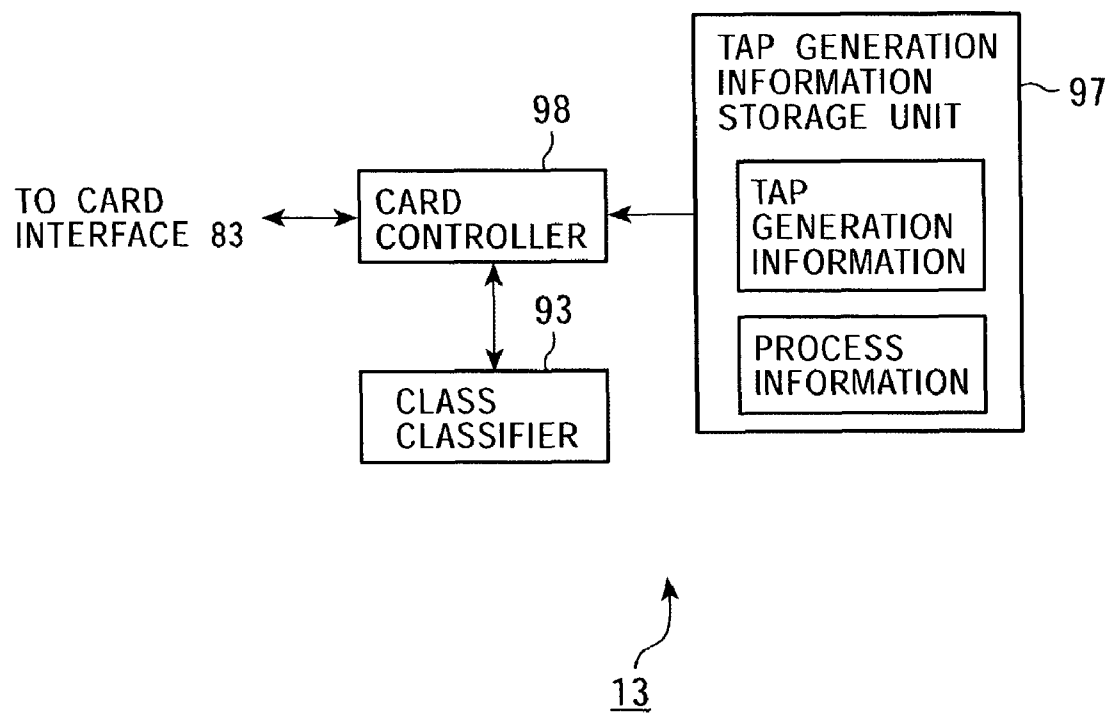 TAP GENERATION
INFORMATION
STORAGE UNIT
97
98
TO CARD
INTERFACE 83
CARD
CONTROLLER
TAP
GENERATION
INFORMATION
93
CLASS
CLASSIFIER
PROCESS
INFORMATION
13